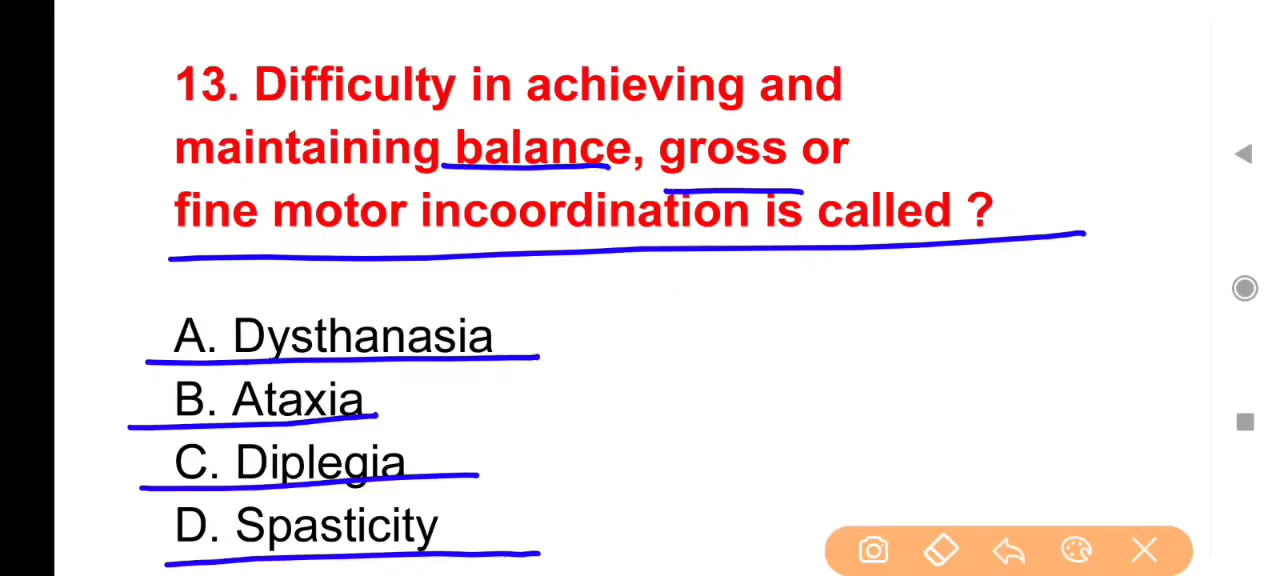 13. Difficulty in achieving and
maintaining balance, gross or
fine motor incoordination is called ?
A. Dysthanasia
B. Ataxia
C. Diplegia
D. Spasticity